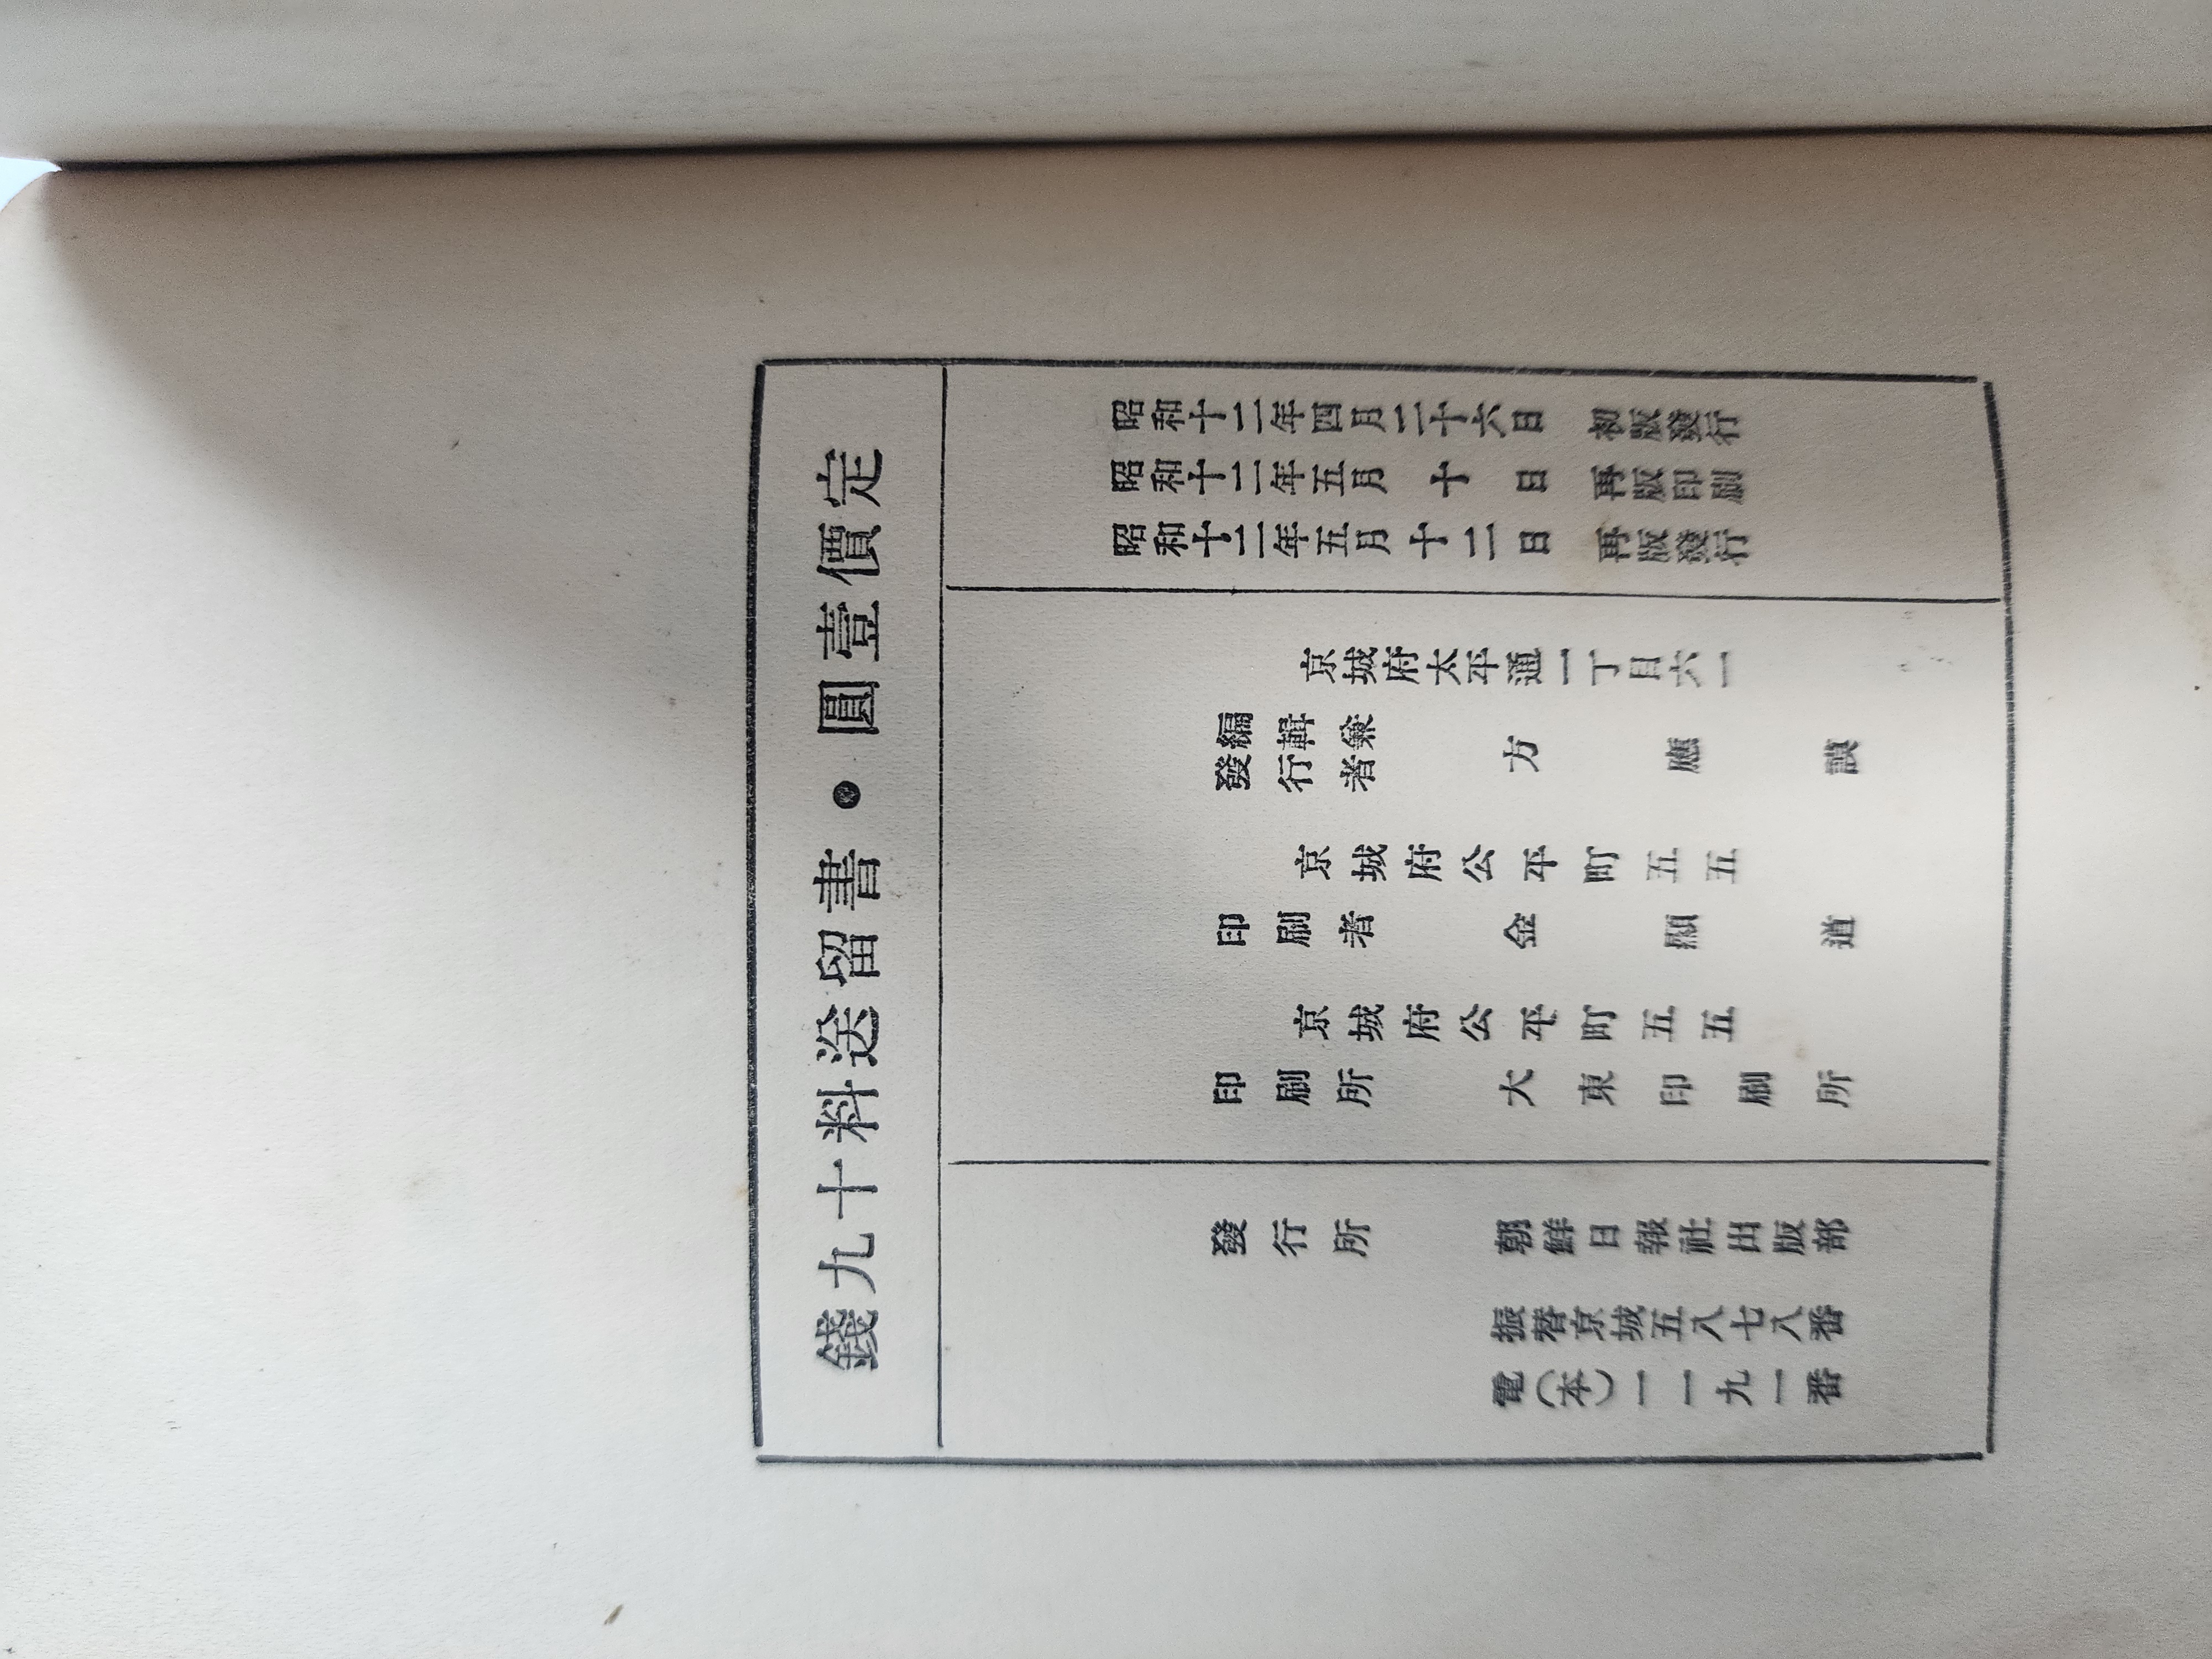 定價壹圓 • 書留送料十九錢
昭和十二年四月二十六日 初版發行
昭和十二年五月十日 再版印刷
昭和十二年五月十二日 再版發行
京城府太平通一丁目六一
編輯兼發行者 方應謨
京城府公平町五五
印刷者 金顯道
京城府公平町五五
印刷所 大東印刷所
發行所 朝鮮日報社出版部
振替京城五八七八番
電(本)一一九一番